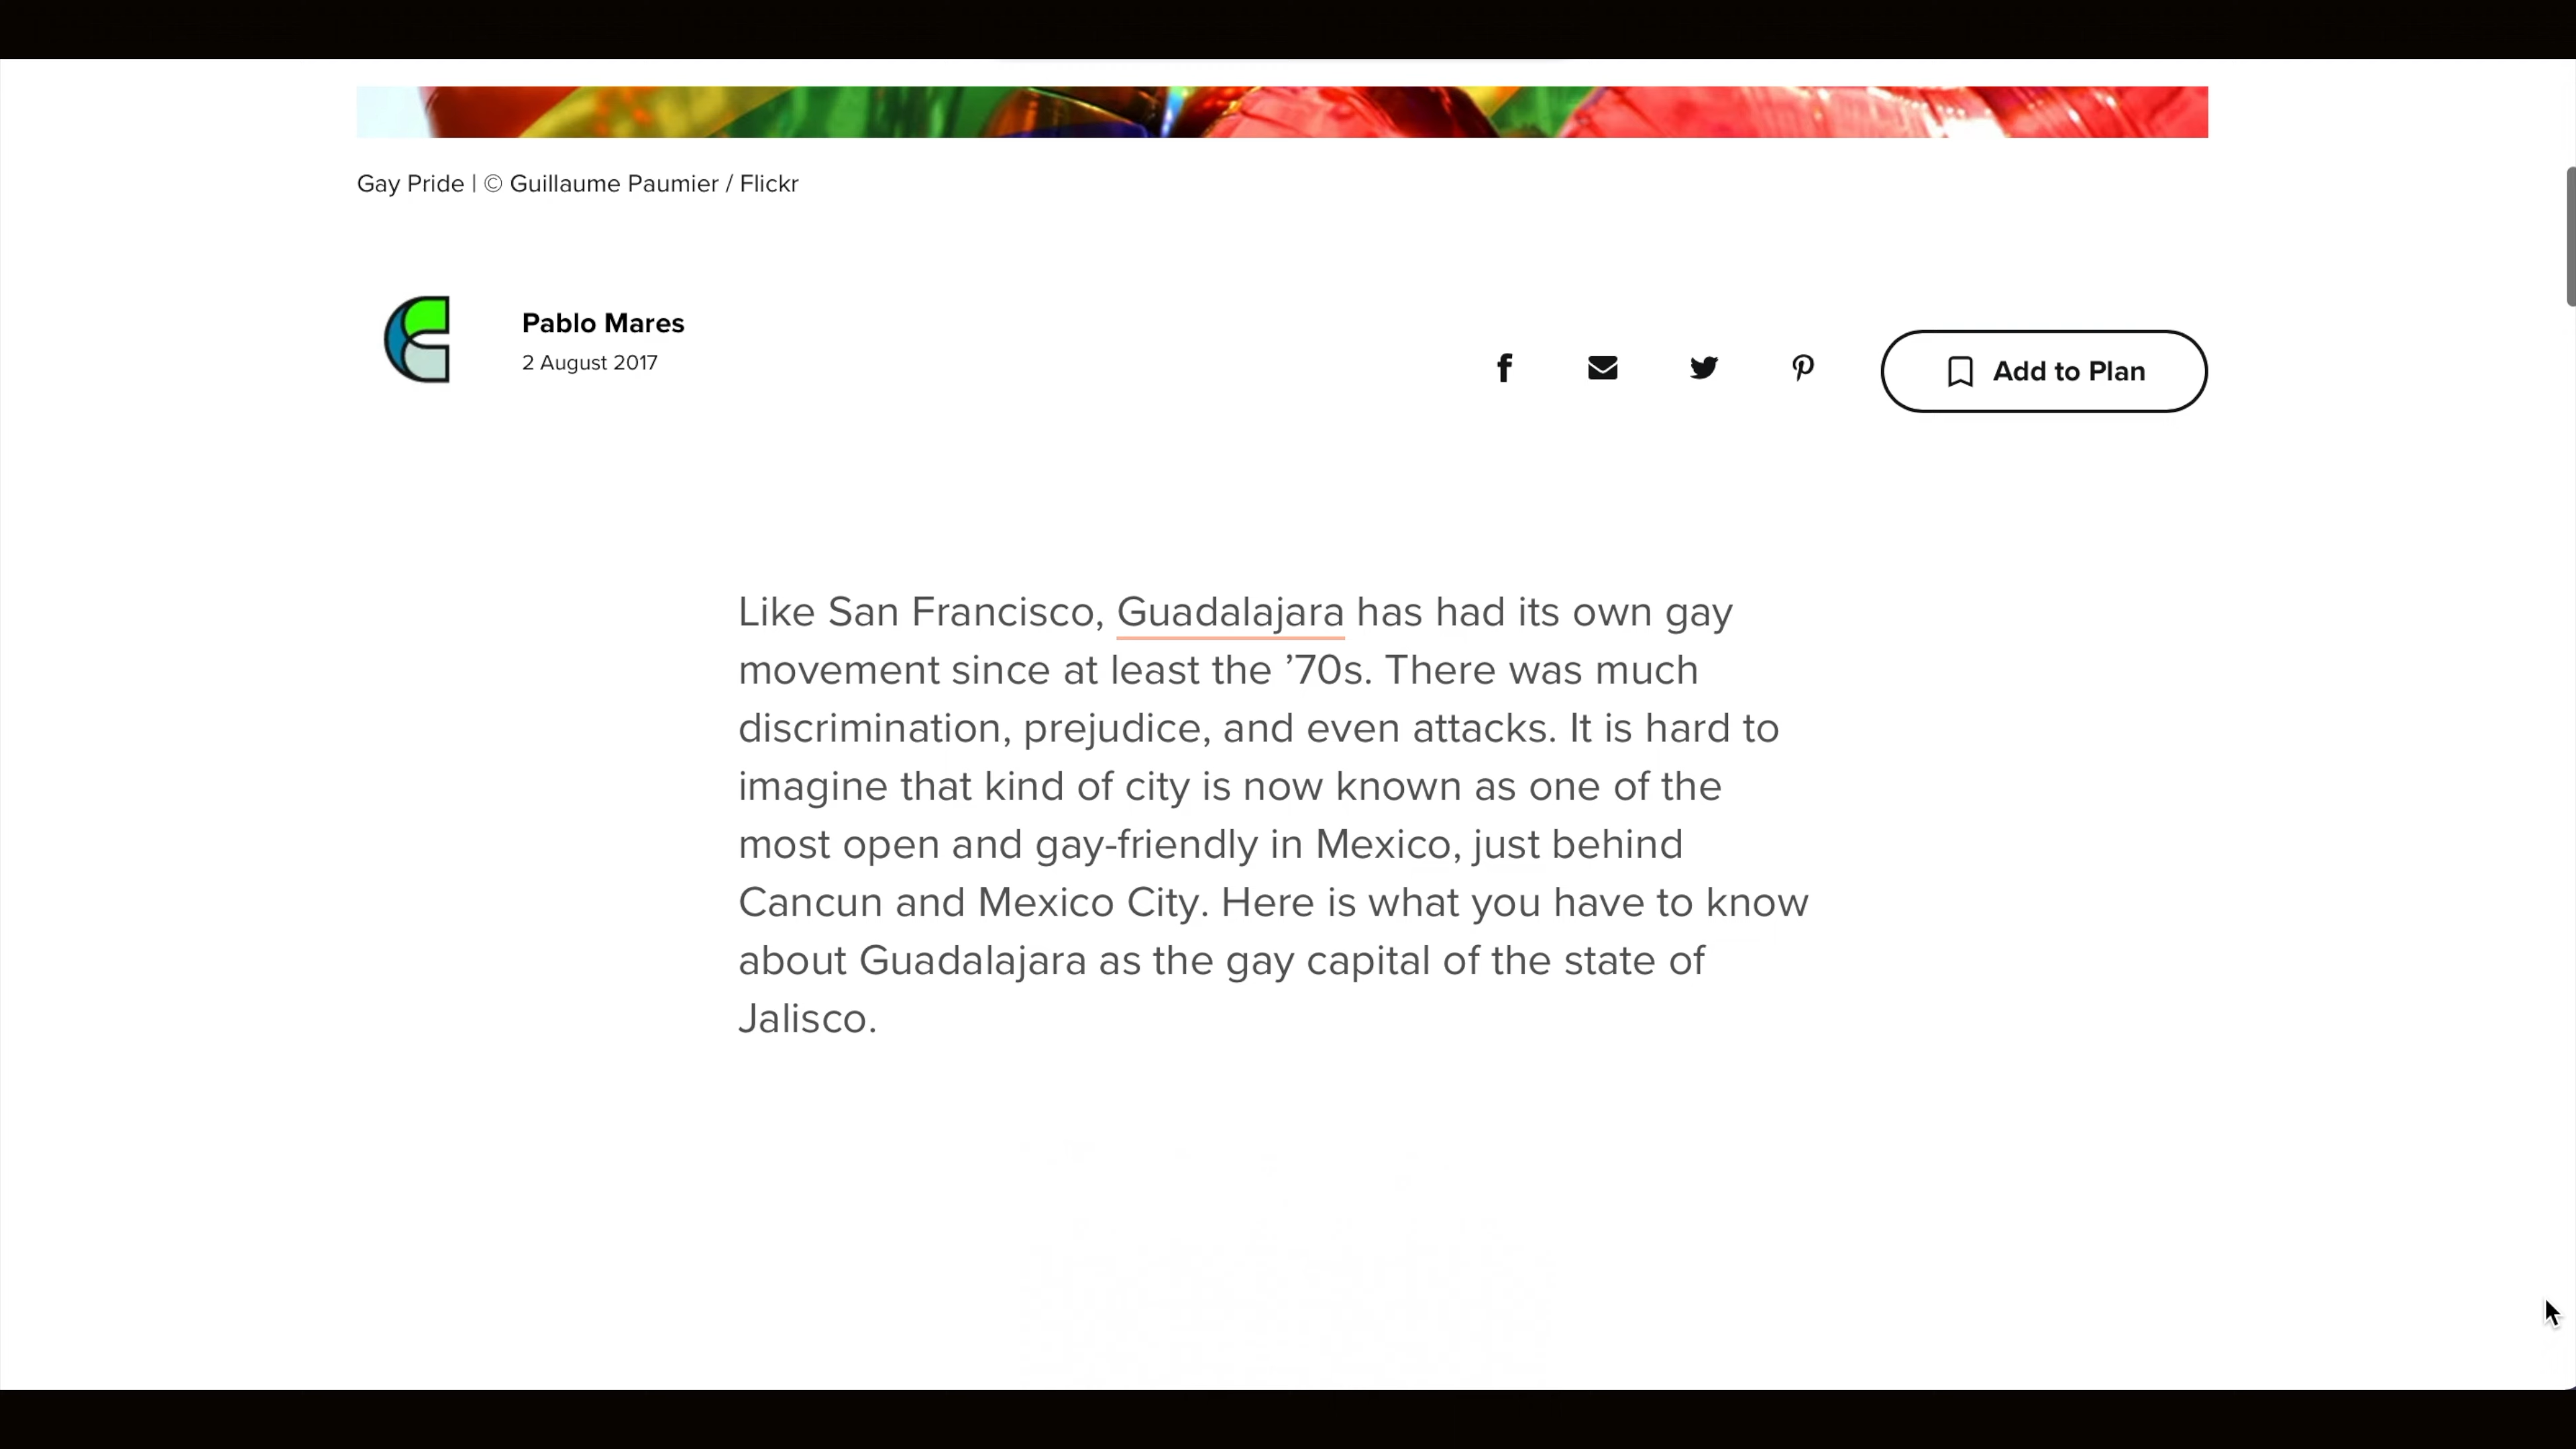 Gay Pride | © Guillaume Paumier / Flickr
Pablo Mares
2 August 2017
Add to Plan
Like San Francisco, Guadalajara has had its own gay
movement since at least the ’70s. There was much
discrimination, prejudice, and even attacks. It is hard to
imagine that kind of city is now known as one of the
most open and gay-friendly in Mexico, just behind
Cancun and Mexico City. Here is what you have to know
about Guadalajara as the gay capital of the state of
Jalisco.